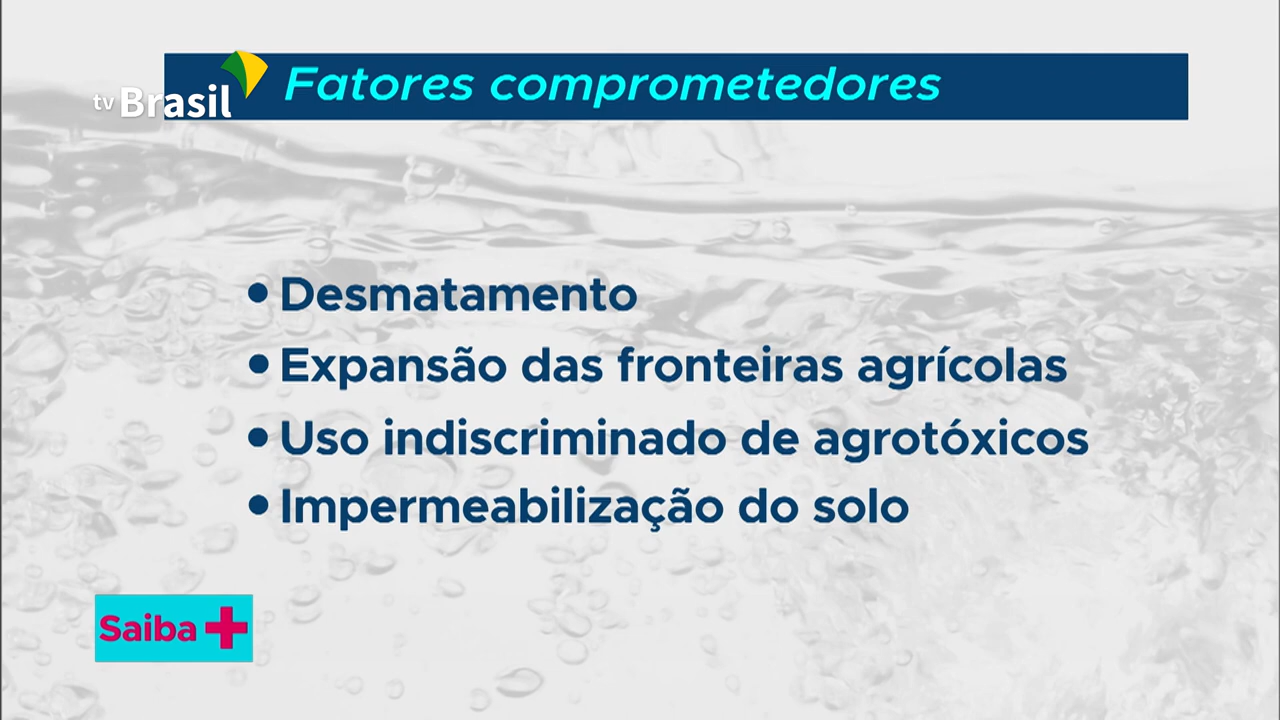 tv Brasil
Fatores comprometedores
• Desmatamento
• Expansão das fronteiras agrícolas
• Uso indiscriminado de agrotóxicos
• Impermeabilização do solo
Saiba +